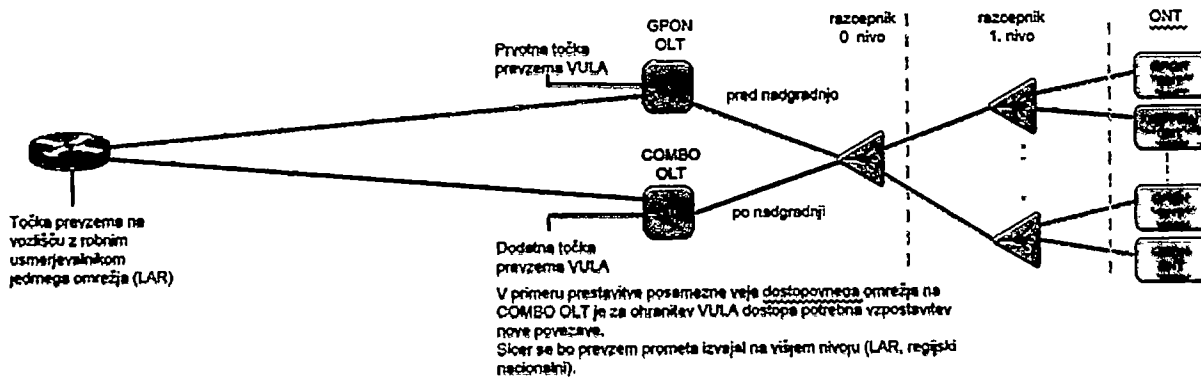 GPON
OLT
razcepnik
0. nivo
razcepnik
1. nivo
ONT
Prvotna točka
prevzema VULA
pred nadgradnjo
COMBO
OLT
po nadgradnji
Dodatna točka
prevzema VULA
Točka prevzema na
vozlišču z robnim
usmerjevalnikom
jedrnega omrežja (LAR)
V primeru prestavitve posamezne veje dostopovnega omrežja na
COMBO OLT je za ohranitev VULA dostopa potrebna vzpostavitev
nove povezave.
Sicer se bo prevzem prometa izvajal na višjem nivoju (LAR, regijski
nacionalni).